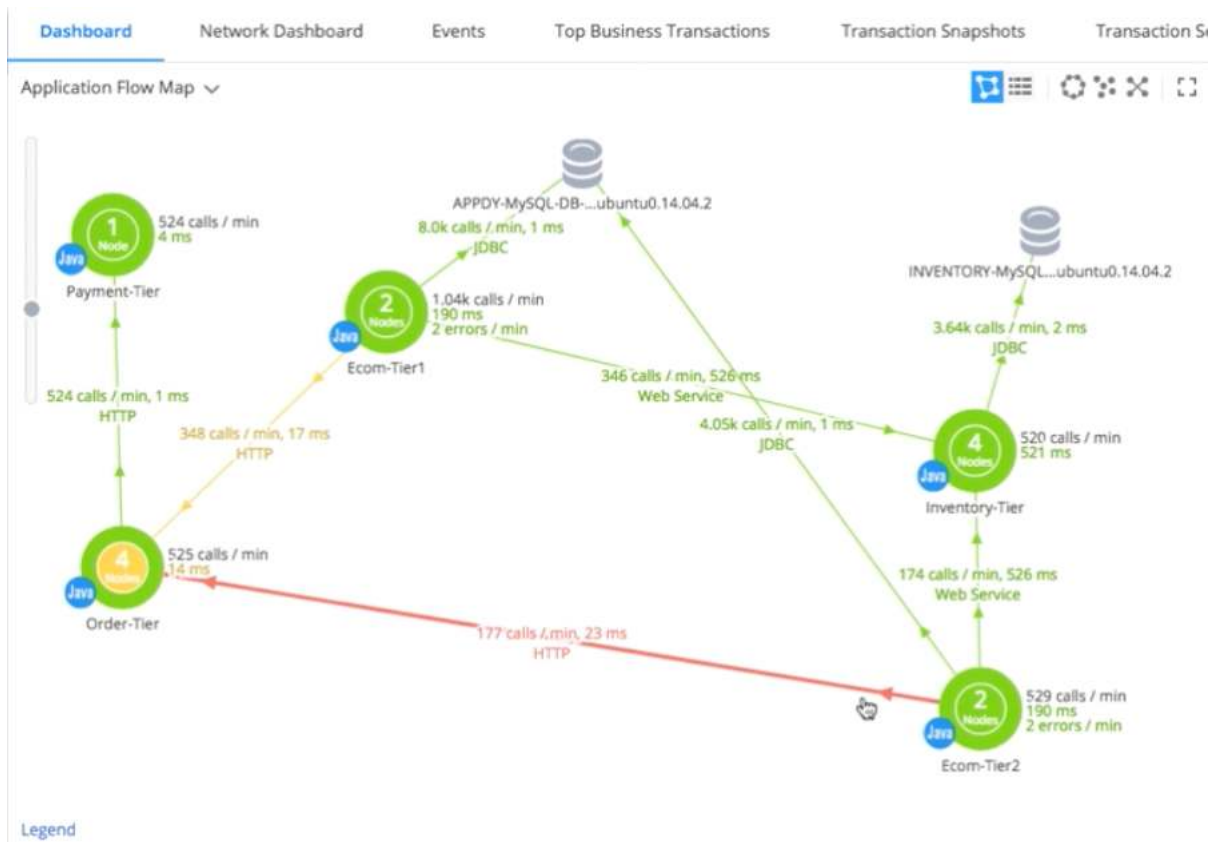 Dashboard
Network Dashboard
Events
Top Business Transactions
Transaction Snapshots
Transaction Se
Application Flow Map
APPDY-MySQL-DB-...ubuntu0.14.04.2
8.0k calls / min, 1 ms
JDBC
1
Node
Java
524 calls / min
4 ms
Payment-Tier
INVENTORY-MySQL...ubuntu0.14.04.2
2
Nodes
Java
1.04k calls / min
190 ms
2 errors / min
Ecom-Tier1
3.64k calls / min, 2 ms
JDBC
524 calls / min, 1 ms
HTTP
346 calls / min, 526 ms
Web Service
348 calls / min, 17 ms
HTTP
4.05k calls / min, 1 ms
JDBC
4
Nodes
Java
520 calls / min
521 ms
Inventory-Tier
4
Nodes
Java
525 calls / min
14 ms
Order-Tier
174 calls / min, 526 ms
Web Service
177 calls / min, 23 ms
HTTP
2
Nodes
Java
529 calls / min
190 ms
2 errors / min
Ecom-Tier2
Legend